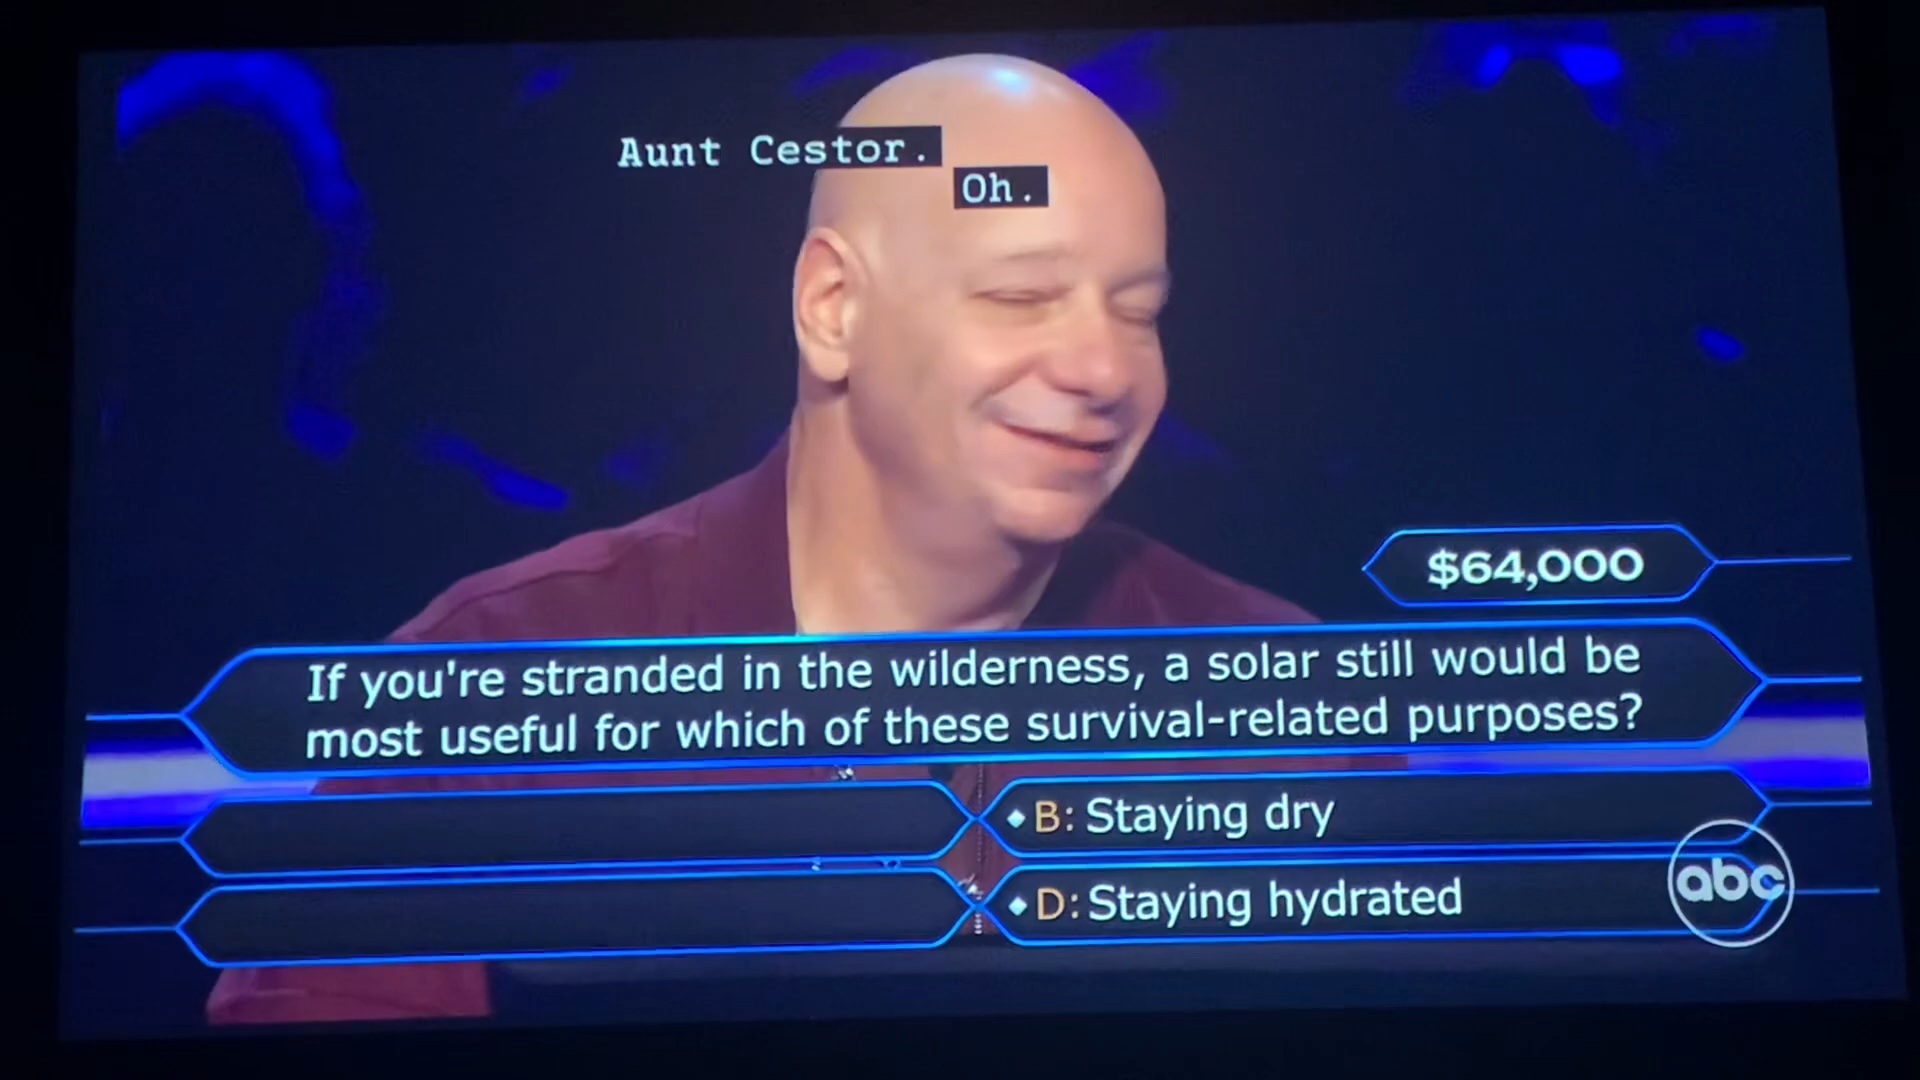 Aunt Cestor.
Oh.
$64,000
If you're stranded in the wilderness, a solar still would be
most useful for which of these survival-related purposes?
B: Staying dry
D: Staying hydrated
abc